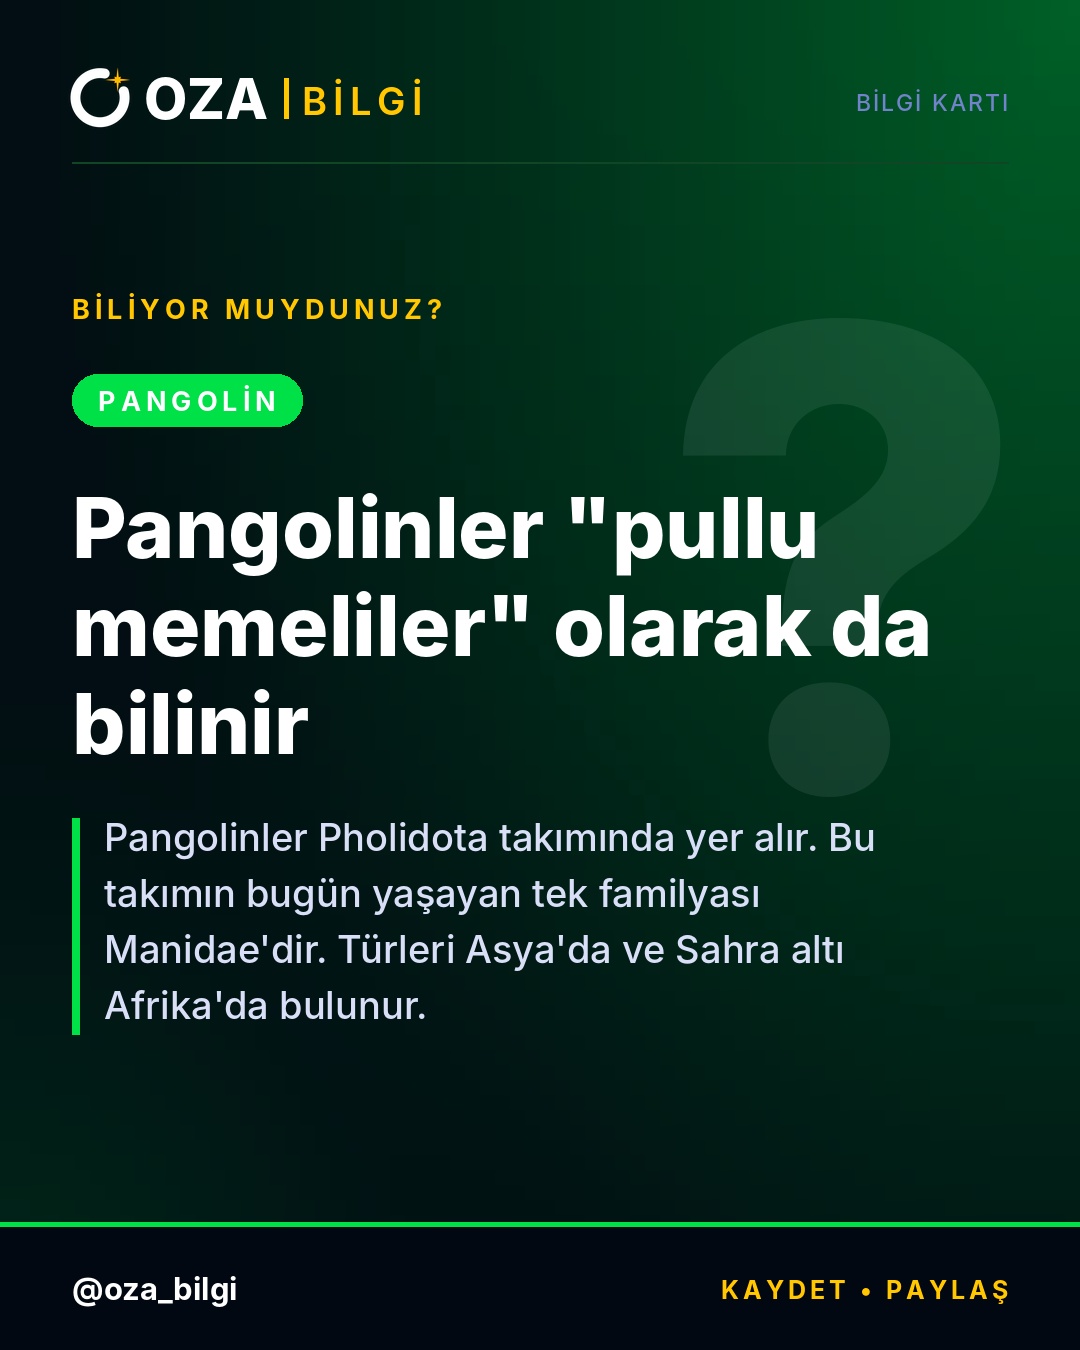 OZA | BİLGİ
BİLGİ KARTI
BİLİYOR MUYDUNUZ?
PANGOLİN
Pangolinler "pullu
memeliler" olarak da
bilinir
Pangolinler Pholidota takımında yer alır. Bu
takımın bugün yaşayan tek familyası
Manidae'dir. Türleri Asya'da ve Sahra altı
Afrika'da bulunur.
@oza_bilgi
KAYDET • PAYLAŞ